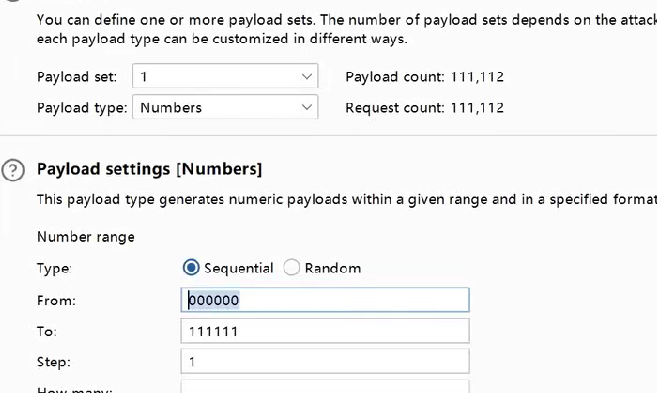 You can define one or more payload sets. The number of payload sets depends on the attack
each payload type can be customized in different ways.
Payload set: 1 Payload count: 111,112
Payload type: Numbers Request count: 111,112
Payload settings [Numbers]
This payload type generates numeric payloads within a given range and in a specified format
Number range
Type: Sequential Random
From: 000000
To: 111111
Step: 1
How many: